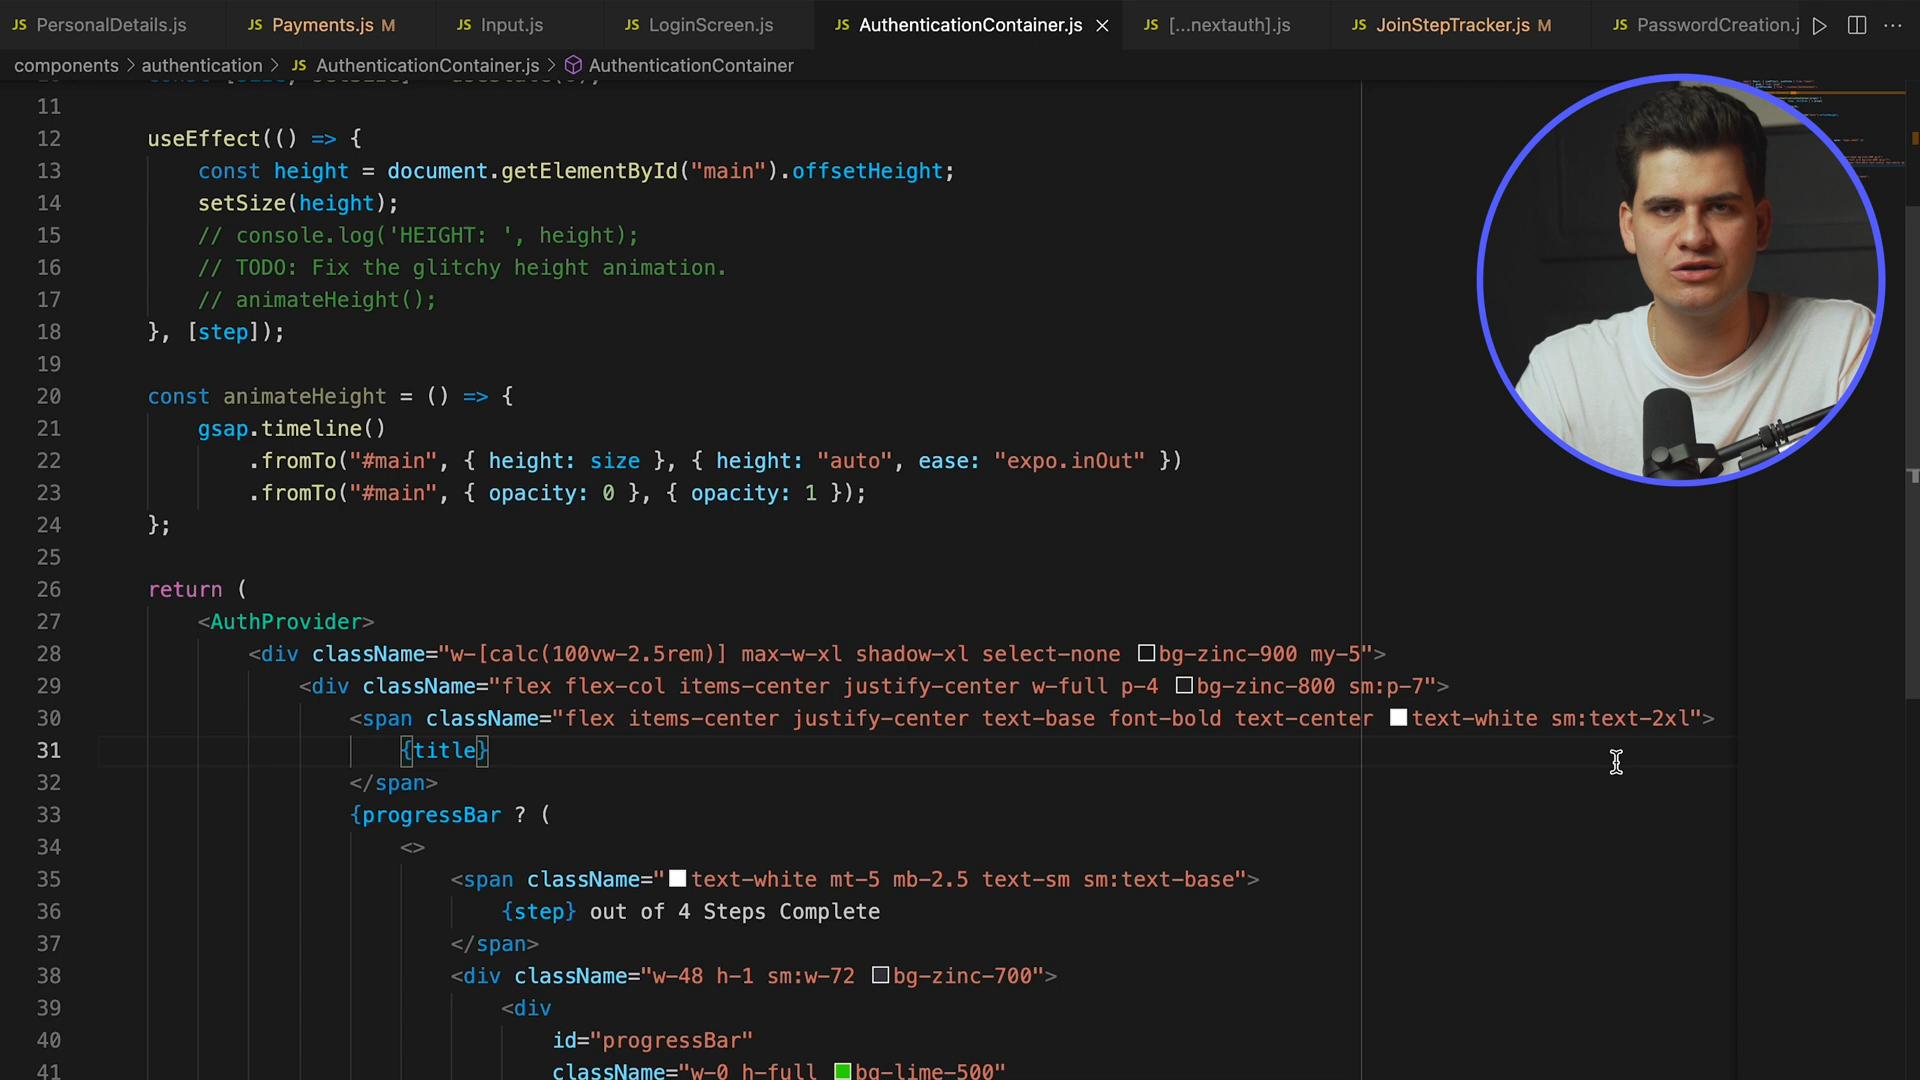 JS PersonalDetails.js
JS Payments.js M
JS Input.js
JS LoginScreen.js
JS AuthenticationContainer.js
JS [...nextauth].js
JS JoinStepTracker.js M
JS PasswordCreation.j
components > authentication > JS AuthenticationContainer.js > AuthenticationContainer
11
12 useEffect(() => {
13 const height = document.getElementById("main").offsetHeight;
14 setSize(height);
15 // console.log('HEIGHT: ', height);
16 // TODO: Fix the glitchy height animation.
17 // animateHeight();
18 }, [step]);
19
20 const animateHeight = () => {
21 gsap.timeline()
22 .fromTo("#main", { height: size }, { height: "auto", ease: "expo.inOut" })
23 .fromTo("#main", { opacity: 0 }, { opacity: 1 });
24 };
25
26 return (
27 <AuthProvider>
28 <div className="w-[calc(100vw-2.5rem)] max-w-xl shadow-xl select-none bg-zinc-900 my-5">
29 <div className="flex flex-col items-center justify-center w-full p-4 bg-zinc-800 sm:p-7">
30 <span className="flex items-center justify-center text-base font-bold text-center text-white sm:text-2xl">
31 {title}
32 </span>
33 {progressBar ? (
34 <>
35 <span className="text-white mt-5 mb-2.5 text-sm sm:text-base">
36 {step} out of 4 Steps Complete
37 </span>
38 <div className="w-48 h-1 sm:w-72 bg-zinc-700">
39 <div
40 id="progressBar"
41 className="w-0 h-full bg-lime-500"